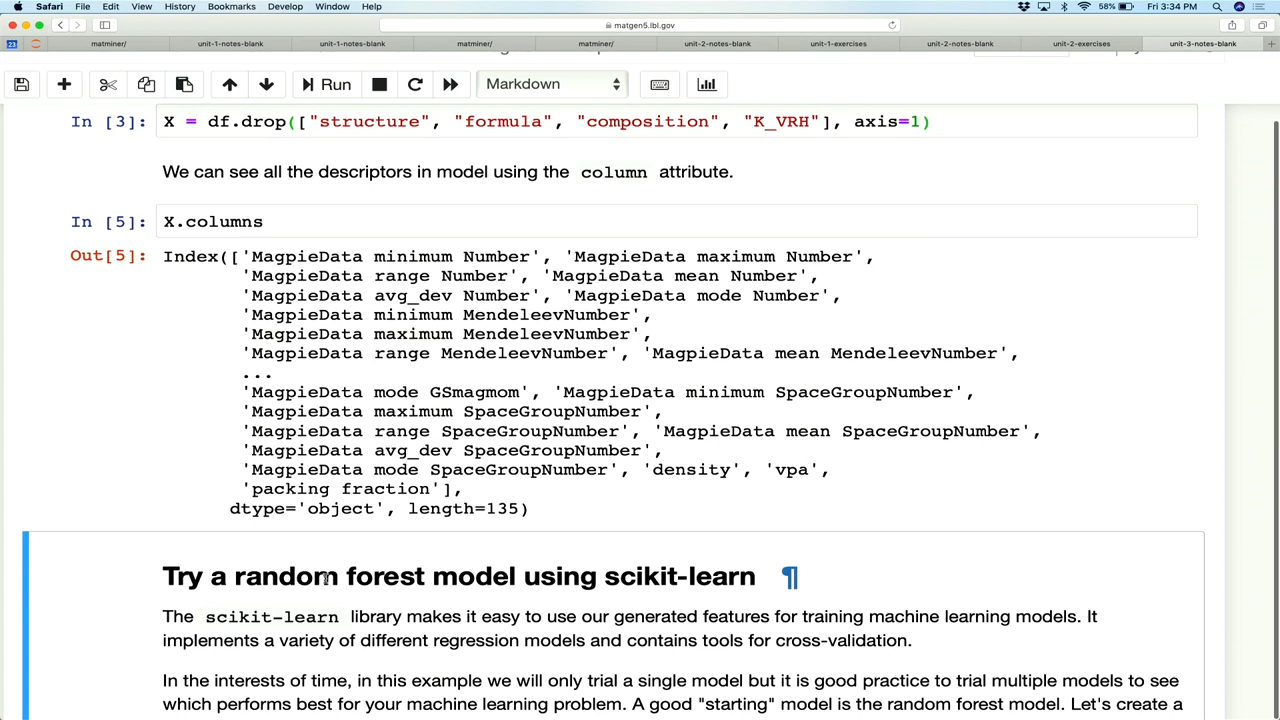 Safari File Edit View History Bookmarks Develop Window Help 58% Fri 3:34 PM
matgen5.lbl.gov
23 matminer/ unit-1-notes-blank unit-1-notes-blank matminer/ matminer/ unit-2-notes-blank unit-1-exercises unit-2-notes-blank unit-2-exercises unit-3-notes-blank
Run Markdown
In [3]: X = df.drop(["structure", "formula", "composition", "K_VRH"], axis=1)
We can see all the descriptors in model using the column attribute.
In [5]: X.columns
Out[5]: Index(['MagpieData minimum Number', 'MagpieData maximum Number',
'MagpieData range Number', 'MagpieData mean Number',
'MagpieData avg_dev Number', 'MagpieData mode Number',
'MagpieData minimum MendeleevNumber',
'MagpieData maximum MendeleevNumber',
'MagpieData range MendeleevNumber', 'MagpieData mean MendeleevNumber',
...
'MagpieData mode GSmagmom', 'MagpieData minimum SpaceGroupNumber',
'MagpieData maximum SpaceGroupNumber',
'MagpieData range SpaceGroupNumber', 'MagpieData mean SpaceGroupNumber',
'MagpieData avg_dev SpaceGroupNumber',
'MagpieData mode SpaceGroupNumber', 'density', 'vpa',
'packing fraction'],
dtype='object', length=135)
Try a random forest model using scikit-learn ¶
The scikit-learn library makes it easy to use our generated features for training machine learning models. It
implements a variety of different regression models and contains tools for cross-validation.
In the interests of time, in this example we will only trial a single model but it is good practice to trial multiple models to see
which performs best for your machine learning problem. A good "starting" model is the random forest model. Let's create a